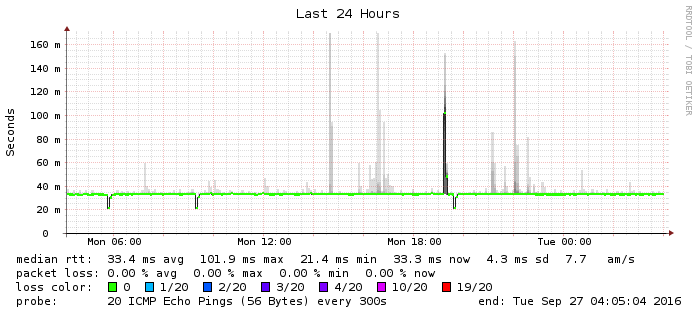 Last 24 Hours
RRDTOOL / TOBI OETIKER
Seconds
160 m
140 m
120 m
100 m
80 m
60 m
40 m
20 m
0
Mon 06:00 Mon 12:00 Mon 18:00 Tue 00:00
median rtt: 33.4 ms avg 101.9 ms max 21.4 ms min 33.3 ms now 4.3 ms sd 7.7 am/s
packet loss: 0.00 % avg 0.00 % max 0.00 % min 0.00 % now
loss color: 0 1/20 2/20 3/20 4/20 10/20 19/20
probe: 20 ICMP Echo Pings (56 Bytes) every 300s end: Tue Sep 27 04:05:04 2016